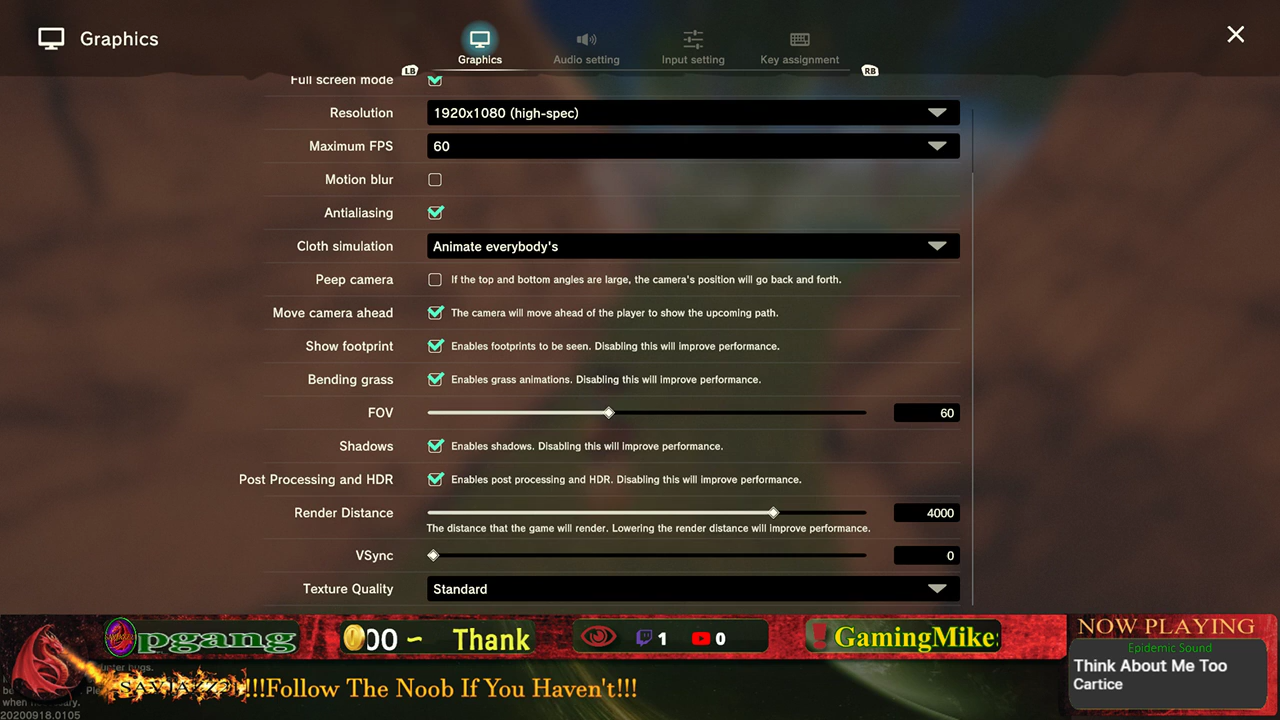 Graphics
Graphics
Audio setting
Input setting
Key assignment
LB
RB
Full screen mode
Resolution
1920x1080 (high-spec)
Maximum FPS
60
Motion blur
Antialiasing
Cloth simulation
Animate everybody's
Peep camera
If the top and bottom angles are large, the camera's position will go back and forth.
Move camera ahead
The camera will move ahead of the player to show the upcoming path.
Show footprint
Enables footprints to be seen. Disabling this will improve performance.
Bending grass
Enables grass animations. Disabling this will improve performance.
FOV
60
Shadows
Enables shadows. Disabling this will improve performance.
Post Processing and HDR
Enables post processing and HDR. Disabling this will improve performance.
Render Distance
4000
The distance that the game will render. Lowering the render distance will improve performance.
VSync
0
Texture Quality
Standard
pgang
00 ~ Thank
1
0
GamingMike
NOW PLAYING
Epidemic Sound
Think About Me Too
Cartice
!!!Follow The Noob If You Haven't!!!
bugs.
when necessary.
20200918.0105